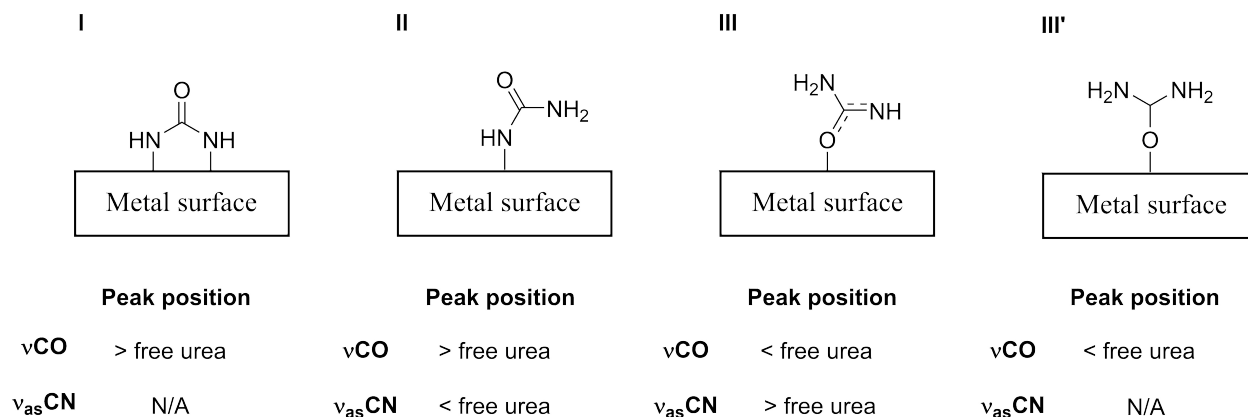 I II III III'
O O H₂N H₂N NH₂
HN NH HN NH₂ O NH O
Metal surface Metal surface Metal surface Metal surface
Peak position Peak position Peak position Peak position
νCO > free urea νCO > free urea νCO < free urea νCO < free urea
νasCN N/A νasCN < free urea νasCN > free urea νasCN N/A